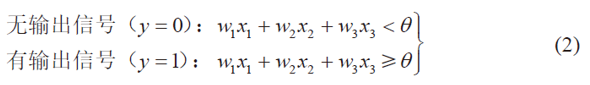 无输出信号（y = 0）：w₁x₁ + w₂x₂ + w₃x₃ < θ
有输出信号（y = 1）：w₁x₁ + w₂x₂ + w₃x₃ ⩾ θ
(2)